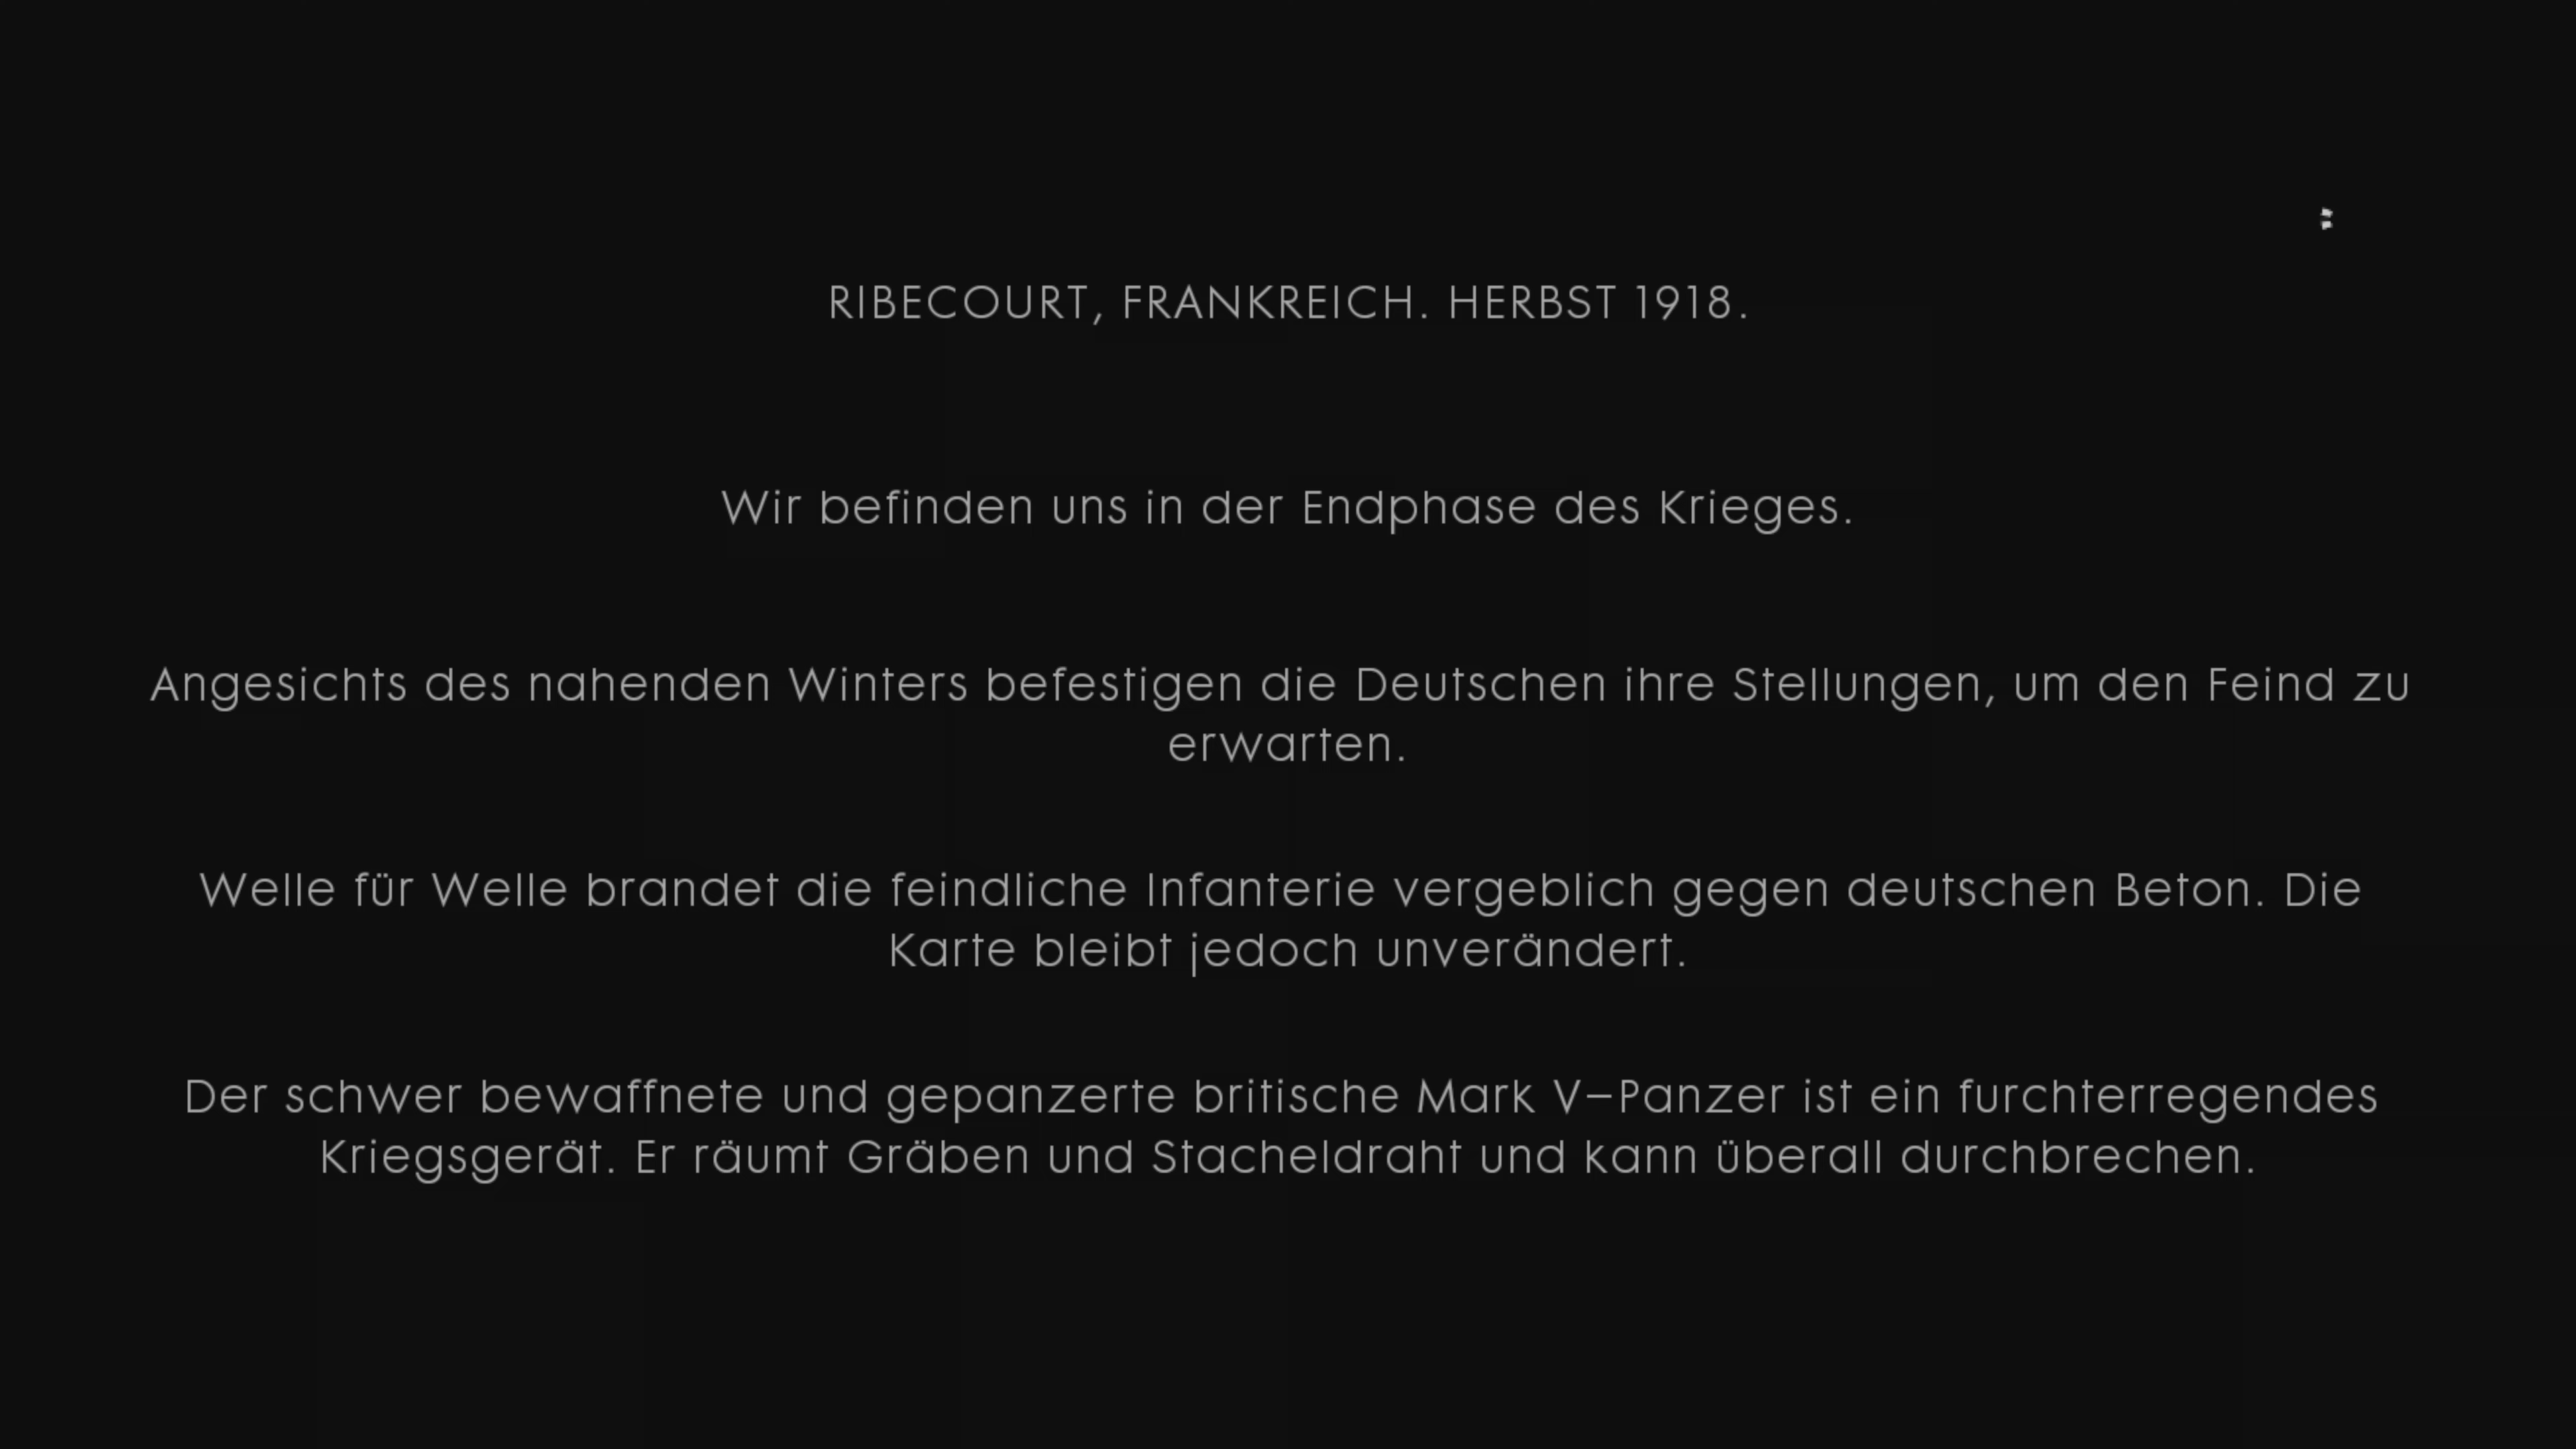 RIBECOURT, FRANKREICH. HERBST 1918.
Wir befinden uns in der Endphase des Krieges.
Angesichts des nahenden Winters befestigen die Deutschen ihre Stellungen, um den Feind zu
erwarten.
Welle für Welle brandet die feindliche Infanterie vergeblich gegen deutschen Beton. Die
Karte bleibt jedoch unverändert.
Der schwer bewaffnete und gepanzerte britische Mark V–Panzer ist ein furchterregendes
Kriegsgerät. Er räumt Gräben und Stacheldraht und kann überall durchbrechen.